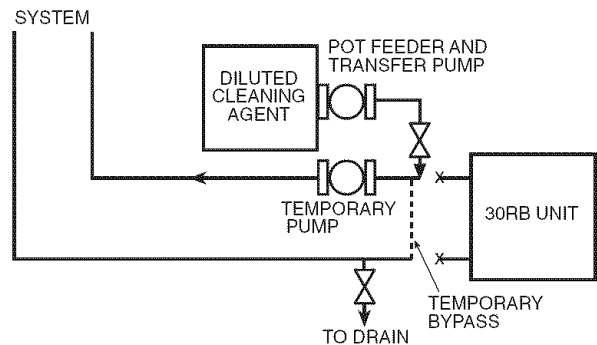 SYSTEM
POT FEEDER AND
TRANSFER PUMP
DILUTED
CLEANING
AGENT
TEMPORARY
PUMP
30RB UNIT
TEMPORARY
BYPASS
TO DRAIN